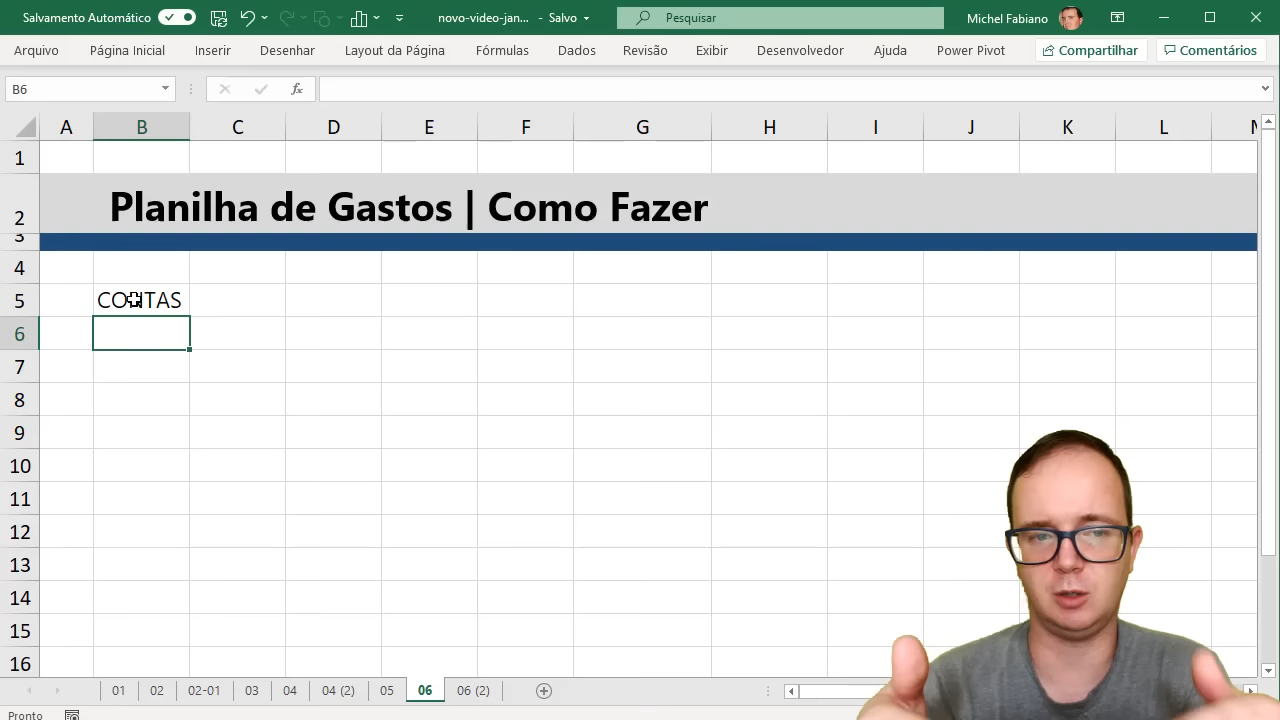 Salvamento Automático
novo-video-jan... - Salvo
Pesquisar
Michel Fabiano
Arquivo Página Inicial Inserir Desenhar Layout da Página Fórmulas Dados Revisão Exibir Desenvolvedor Ajuda Power Pivot Compartilhar Comentários
B6 fx
A B C D E F G H I J K L
1
2 Planilha de Gastos | Como Fazer
3
4
5 CONTAS
6
7
8
9
10
11
12
13
14
15
16
01 02 02-01 03 04 04 (2) 05 06 06 (2)
Pronto